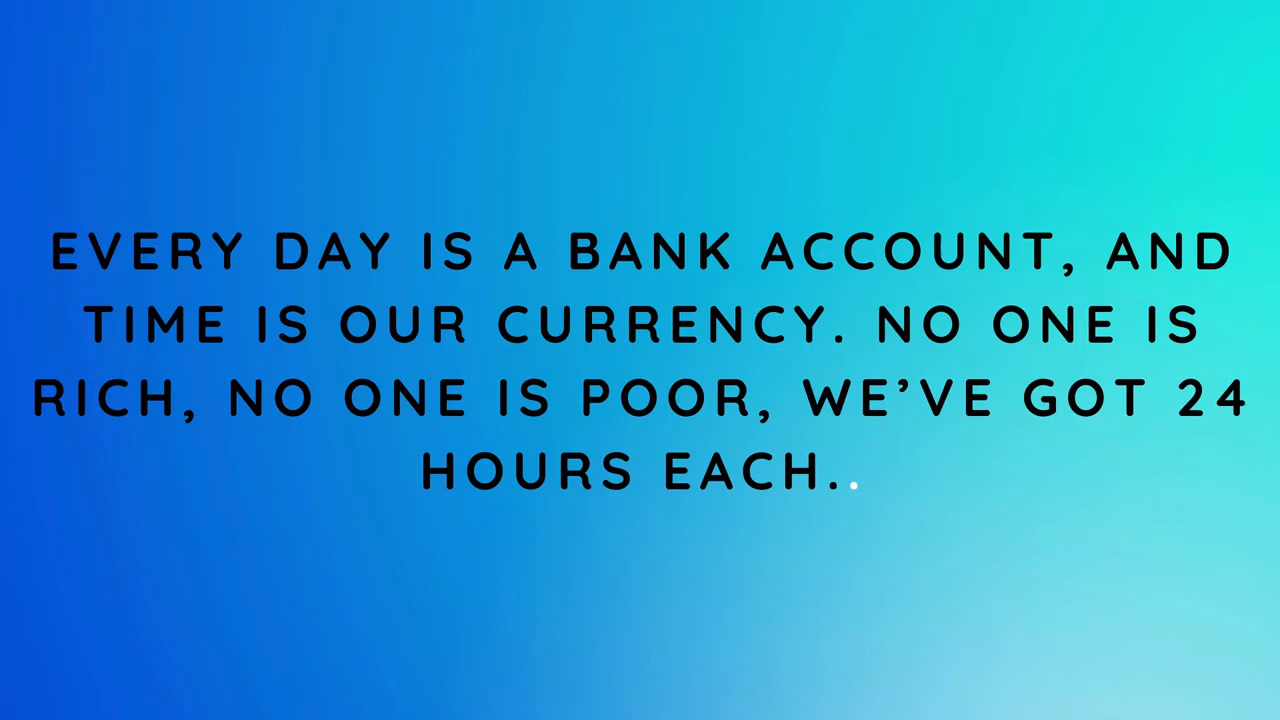 EVERY DAY IS A BANK ACCOUNT, AND
TIME IS OUR CURRENCY. NO ONE IS
RICH, NO ONE IS POOR, WE’VE GOT 24
HOURS EACH..